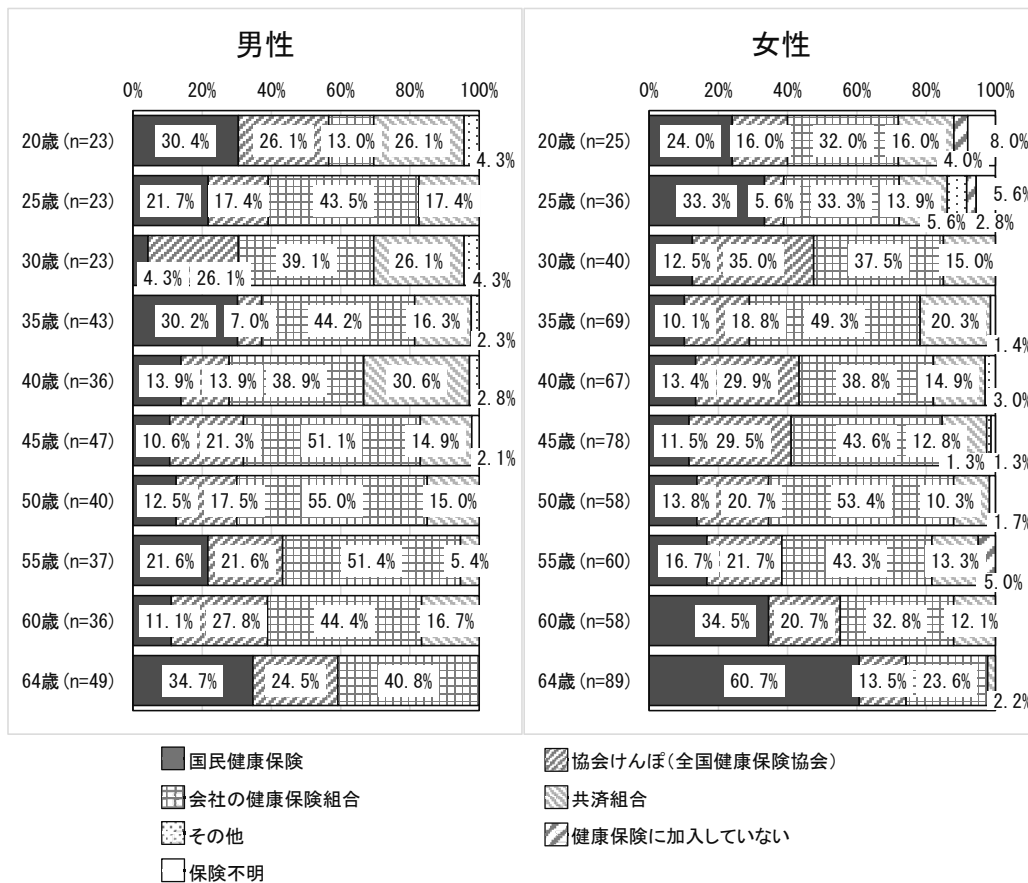 男性
0% 20% 40% 60% 80% 100%
20歳(n=23) 30.4% 26.1% 13.0% 26.1% 4.3%
25歳(n=23) 21.7% 17.4% 43.5% 17.4%
30歳(n=23) 4.3% 26.1% 39.1% 26.1% 4.3%
35歳(n=43) 30.2% 7.0% 44.2% 16.3% 2.3%
40歳(n=36) 13.9% 13.9% 38.9% 30.6% 2.8%
45歳(n=47) 10.6% 21.3% 51.1% 14.9% 2.1%
50歳(n=40) 12.5% 17.5% 55.0% 15.0%
55歳(n=37) 21.6% 21.6% 51.4% 5.4%
60歳(n=36) 11.1% 27.8% 44.4% 16.7%
64歳(n=49) 34.7% 24.5% 40.8%
女性
0% 20% 40% 60% 80% 100%
20歳(n=25) 24.0% 16.0% 32.0% 16.0% 4.0% 8.0%
25歳(n=36) 33.3% 5.6% 33.3% 13.9% 5.6% 2.8% 5.6%
30歳(n=40) 12.5% 35.0% 37.5% 15.0%
35歳(n=69) 10.1% 18.8% 49.3% 20.3% 1.4%
40歳(n=67) 13.4% 29.9% 38.8% 14.9% 3.0%
45歳(n=78) 11.5% 29.5% 43.6% 12.8% 1.3% 1.3%
50歳(n=58) 13.8% 20.7% 53.4% 10.3% 1.7%
55歳(n=60) 16.7% 21.7% 43.3% 13.3% 5.0%
60歳(n=58) 34.5% 20.7% 32.8% 12.1%
64歳(n=89) 60.7% 13.5% 23.6% 2.2%
国民健康保険
協会けんぽ(全国健康保険協会)
会社の健康保険組合
共済組合
その他
健康保険に加入していない
保険不明